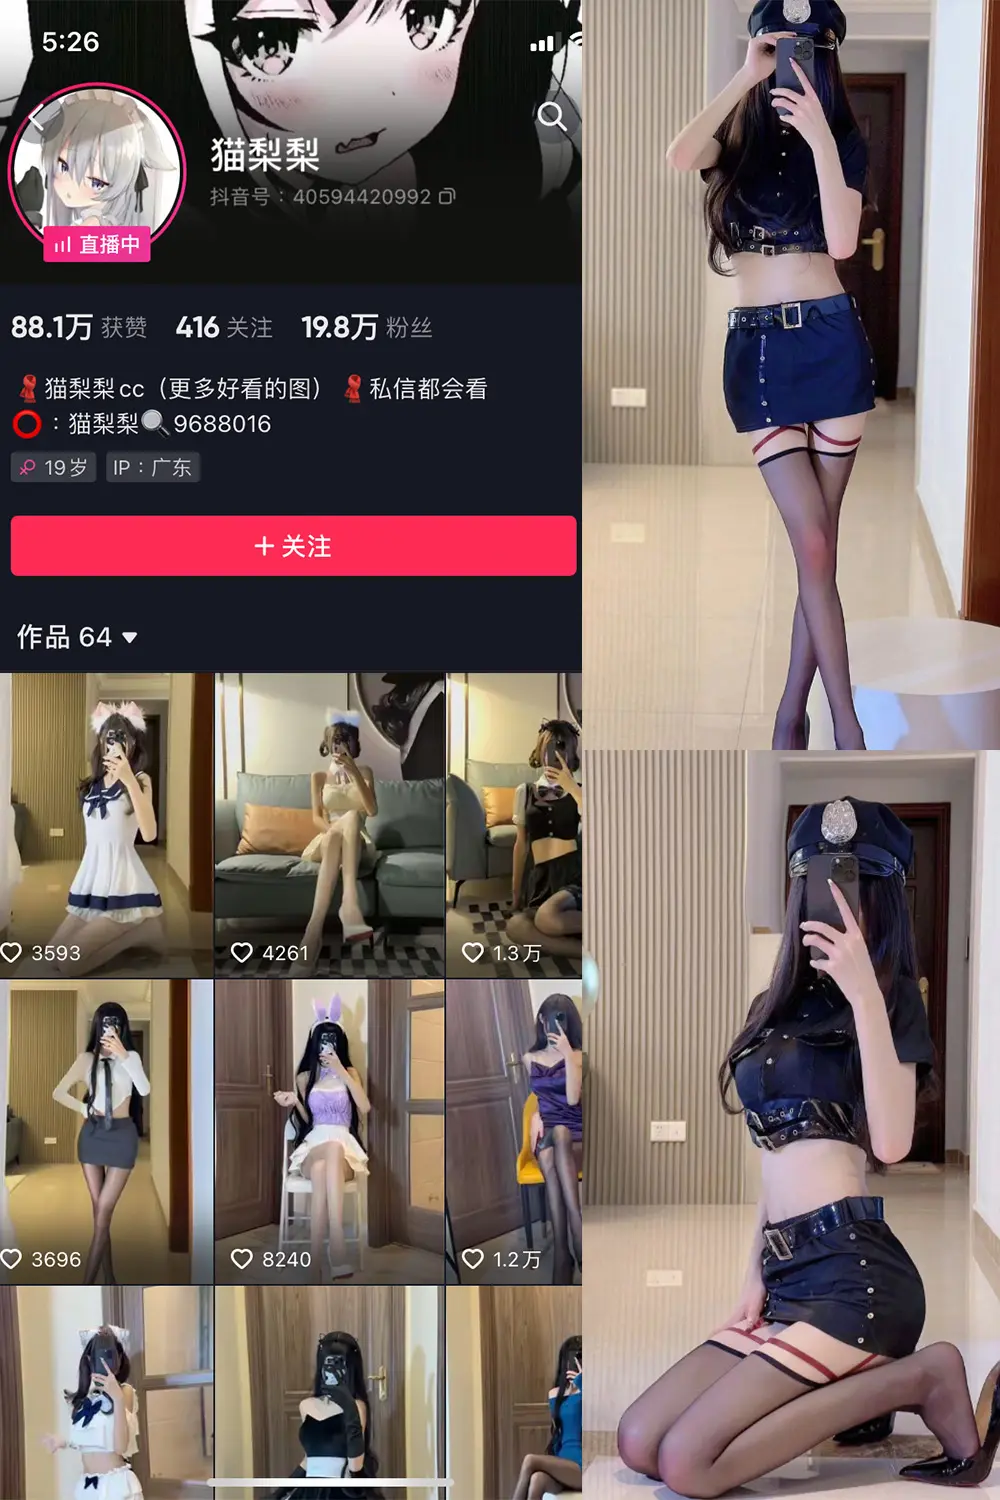 5:26
猫梨梨
抖音号：40594420992
直播中
88.1万 获赞 416 关注 19.8万 粉丝
猫梨梨cc（更多好看的图） 私信都会看
：猫梨梨 9688016
19岁 IP：广东
+ 关注
作品 64
3593 4261 1.3万
3696 8240 1.2万